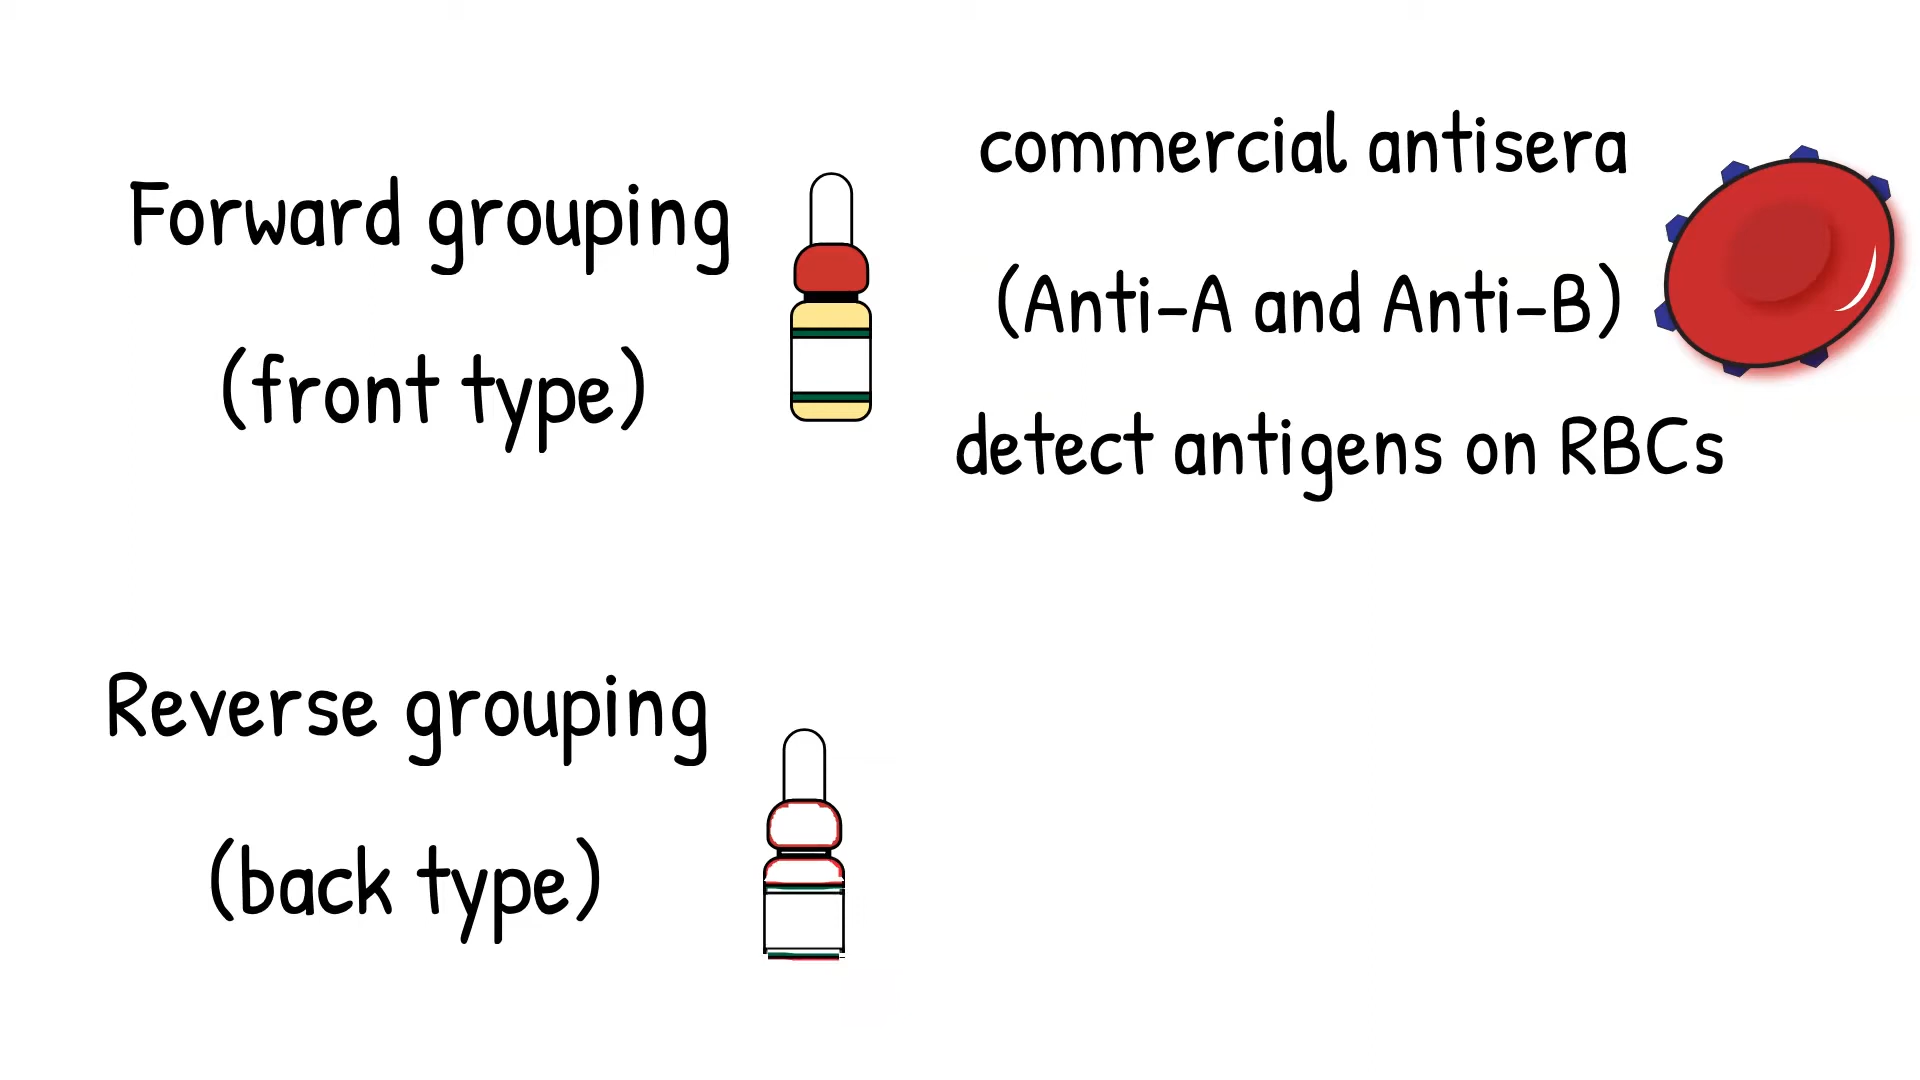 Forward grouping
(front type)
commercial antisera
(Anti-A and Anti-B)
detect antigens on RBCs
Reverse grouping
(back type)